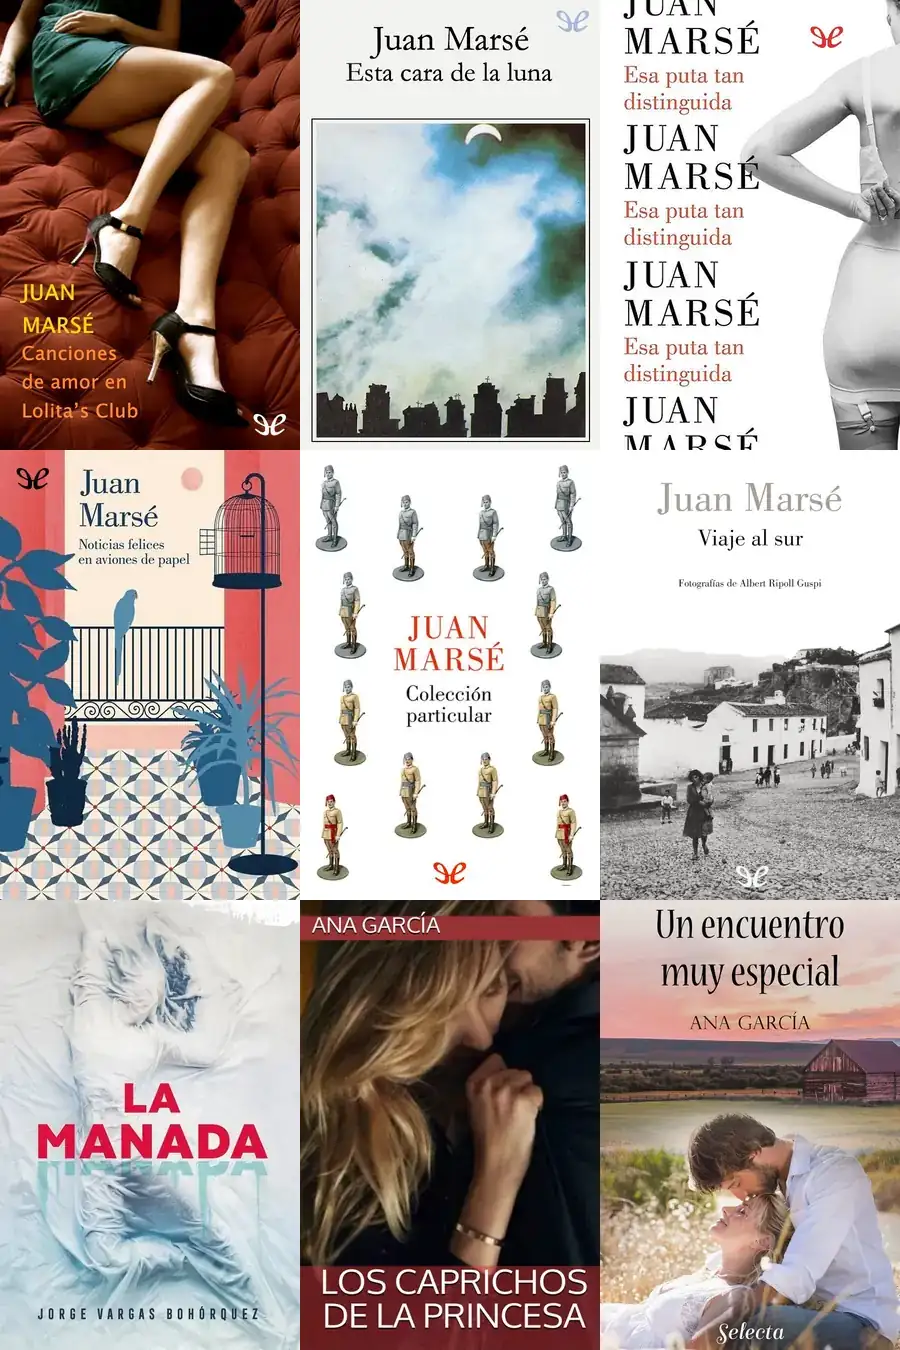 JUAN
MARSÉ
Canciones
de amor en
Lolita's Club
Juan Marsé
Esta cara de la luna
JUAN
MARSÉ
Esa puta tan
distinguida
JUAN
MARSÉ
Esa puta tan
distinguida
JUAN
MARSÉ
Esa puta tan
distinguida
JUAN
MARSÉ
Juan
Marsé
Noticias felices
en aviones de papel
JUAN
MARSÉ
Colección
particular
Juan Marsé
Viaje al sur
Fotografías de Albert Ripoll Guspi
LA
MANADA
JORGE VARGAS BOHÓRQUEZ
ANA GARCÍA
LOS CAPRICHOS
DE LA PRINCESA
Un encuentro
muy especial
ANA GARCÍA
Selecta